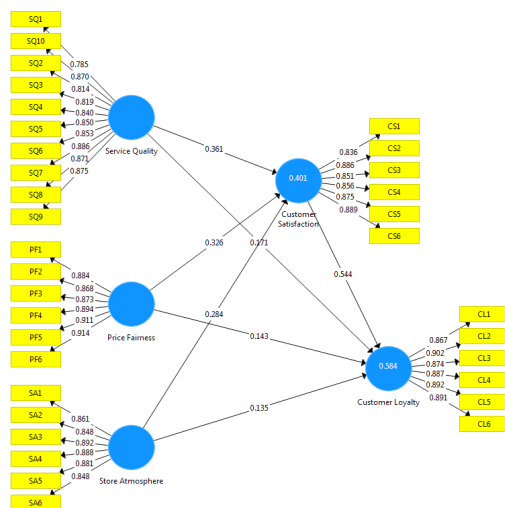 SQ1
SQ10
SQ2
SQ3
SQ4
SQ5
SQ6
SQ7
SQ8
SQ9
0.785
0.870
0.814
0.819
0.840
0.850
0.853
0.886
0.871
0.875
Service Quality
PF1
PF2
PF3
PF4
PF5
PF6
0.884
0.868
0.873
0.894
0.911
0.914
Price Fairness
SA1
SA2
SA3
SA4
SA5
SA6
0.861
0.848
0.892
0.888
0.881
0.848
Store Atmosphere
0.361
0.326
0.171
0.284
0.143
0.135
0.401
Customer
Satisfaction
0.544
0.836
0.886
0.851
0.856
0.875
0.889
CS1
CS2
CS3
CS4
CS5
CS6
0.584
Customer Loyalty
0.867
0.902
0.874
0.887
0.892
0.891
CL1
CL2
CL3
CL4
CL5
CL6